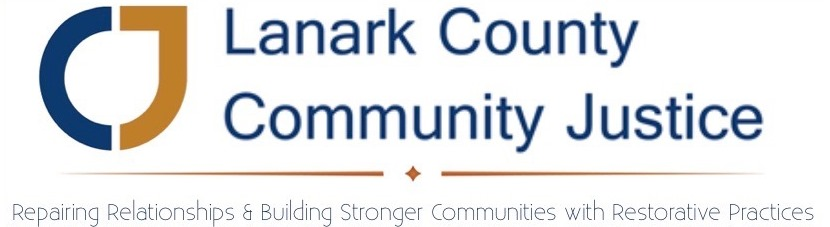 Lanark County
Community Justice
Repairing Relationships & Building Stronger Communities with Restorative Practices